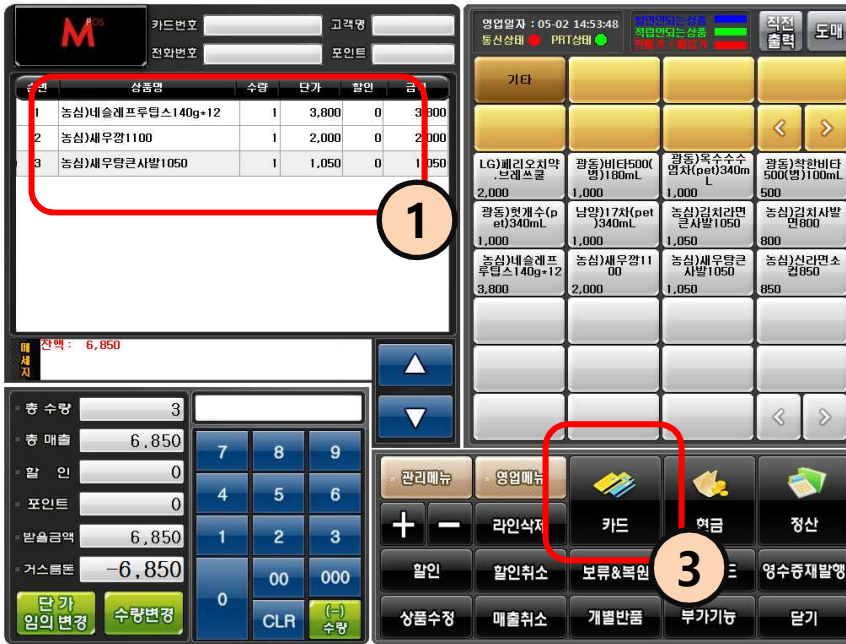 M POS
카드번호
고객명
전화번호
포인트
상품명 수량 단가 할인
1 농심)네슬레프루팁스140g*12 1 3,800 0 3,800
2 농심)새우깡1100 1 2,000 0 2,000
3 농심)새우탕큰사발1050 1 1,050 0 1,050
1
메세지
잔액 : 6,850
영업일자 : 05-02 14:53:48
통신상태 PRT상태
할인안되는상품
적립안되는상품
직전
출력
도매
기타
< >
LG)페리오치약
.브레쓰쿨
2,000
광동)비타500(
병)180mL
1,000
광동)옥수수수
염차(pet)340m
L
1,000
광동)착한비타
500(병)100mL
500
광동)헛개수(p
et)340mL
1,000
남양)17차(pet
)340mL
1,000
농심)김치라면
큰사발1050
1,050
농심)김치사발
면800
800
농심)네슬레프
루팁스140g*12
3,800
농심)새우깡11
00
2,000
농심)새우탕큰
사발1050
1,050
농심)신라면소
컵850
850
< >
총 수량 3
총 매출 6,850
할 인 0
포인트 0
받을금액 6,850
거스름돈 -6,850
단 가
임의변경
수량변경
7 8 9
4 5 6
1 2 3
0 00 000
CLR
(-)
수량
관리메뉴 영업메뉴 카드 현금 정산
+ - 라인삭제
할인 할인취소 보류&복원 영수증재발행
3
상품수정 매출취소 개별반품 부가기능 닫기